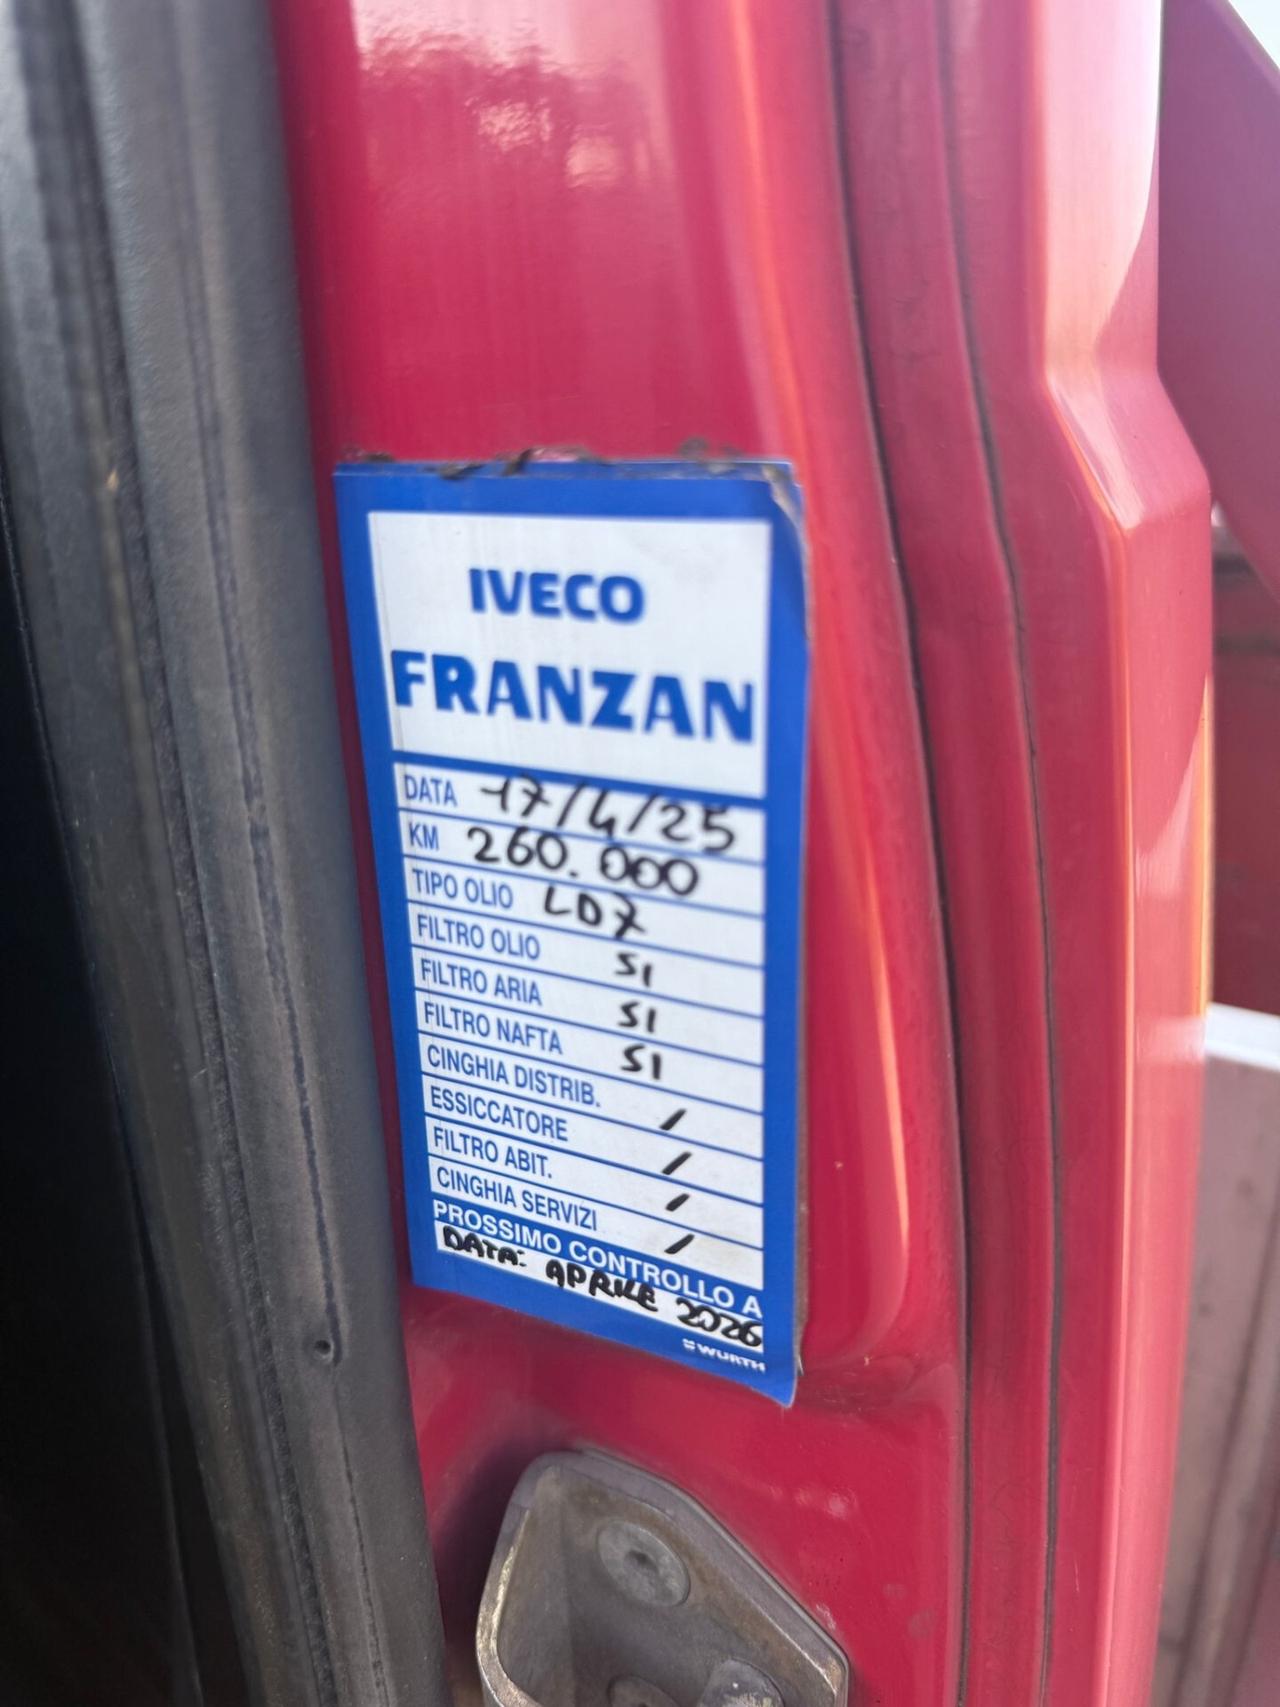 IVECO
FRANZAN
DATA 17/4/25
KM 260.000
TIPO OLIO LD7
FILTRO OLIO SI
FILTRO ARIA SI
FILTRO NAFTA SI
CINGHIA DISTRIB. /
ESSICCATORE /
FILTRO ABIT. /
CINGHIA SERVIZI /
PROSSIMO CONTROLLO A
DATA: APRILE 2026
WÜRTH